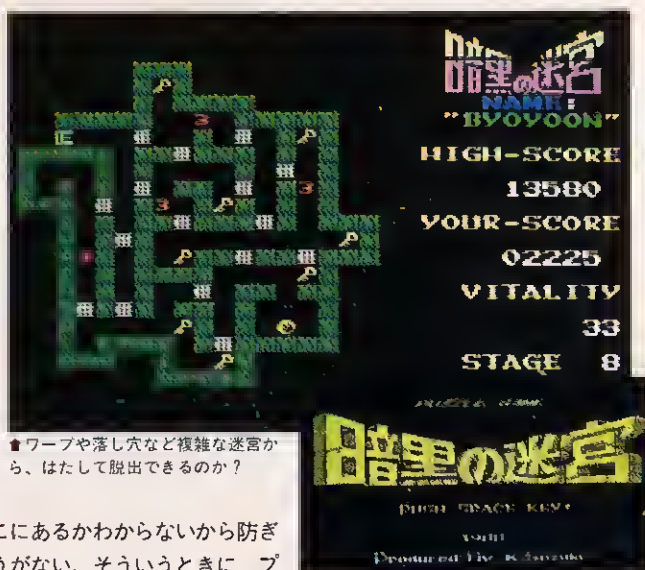 暗黒の迷宮
NAME:
"BYOYOON"
HIGH-SCORE
13580
YOUR-SCORE
02225
VITALITY
33
STAGE 8
E
3
3
3
⬆ワープや落し穴など複雑な迷宮か
ら、はたして脱出できるのか?
こにあるかわからないから防ぎ
うがない、そういうときに プ
暗黒の迷宮
PUSH SPACE KEY!
Produced By